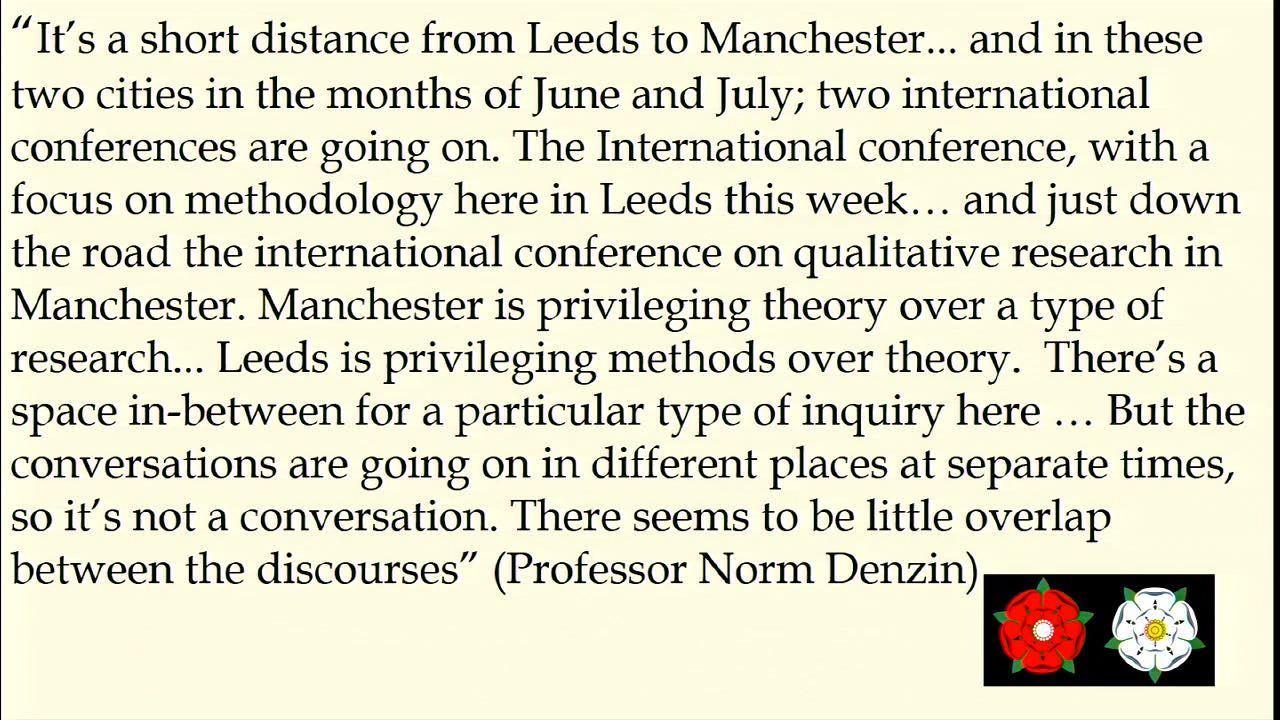 “It’s a short distance from Leeds to Manchester... and in these
two cities in the months of June and July; two international
conferences are going on. The International conference, with a
focus on methodology here in Leeds this week… and just down
the road the international conference on qualitative research in
Manchester. Manchester is privileging theory over a type of
research... Leeds is privileging methods over theory.  There’s a
space in-between for a particular type of inquiry here … But the
conversations are going on in different places at separate times,
so it’s not a conversation. There seems to be little overlap
between the discourses” (Professor Norm Denzin)